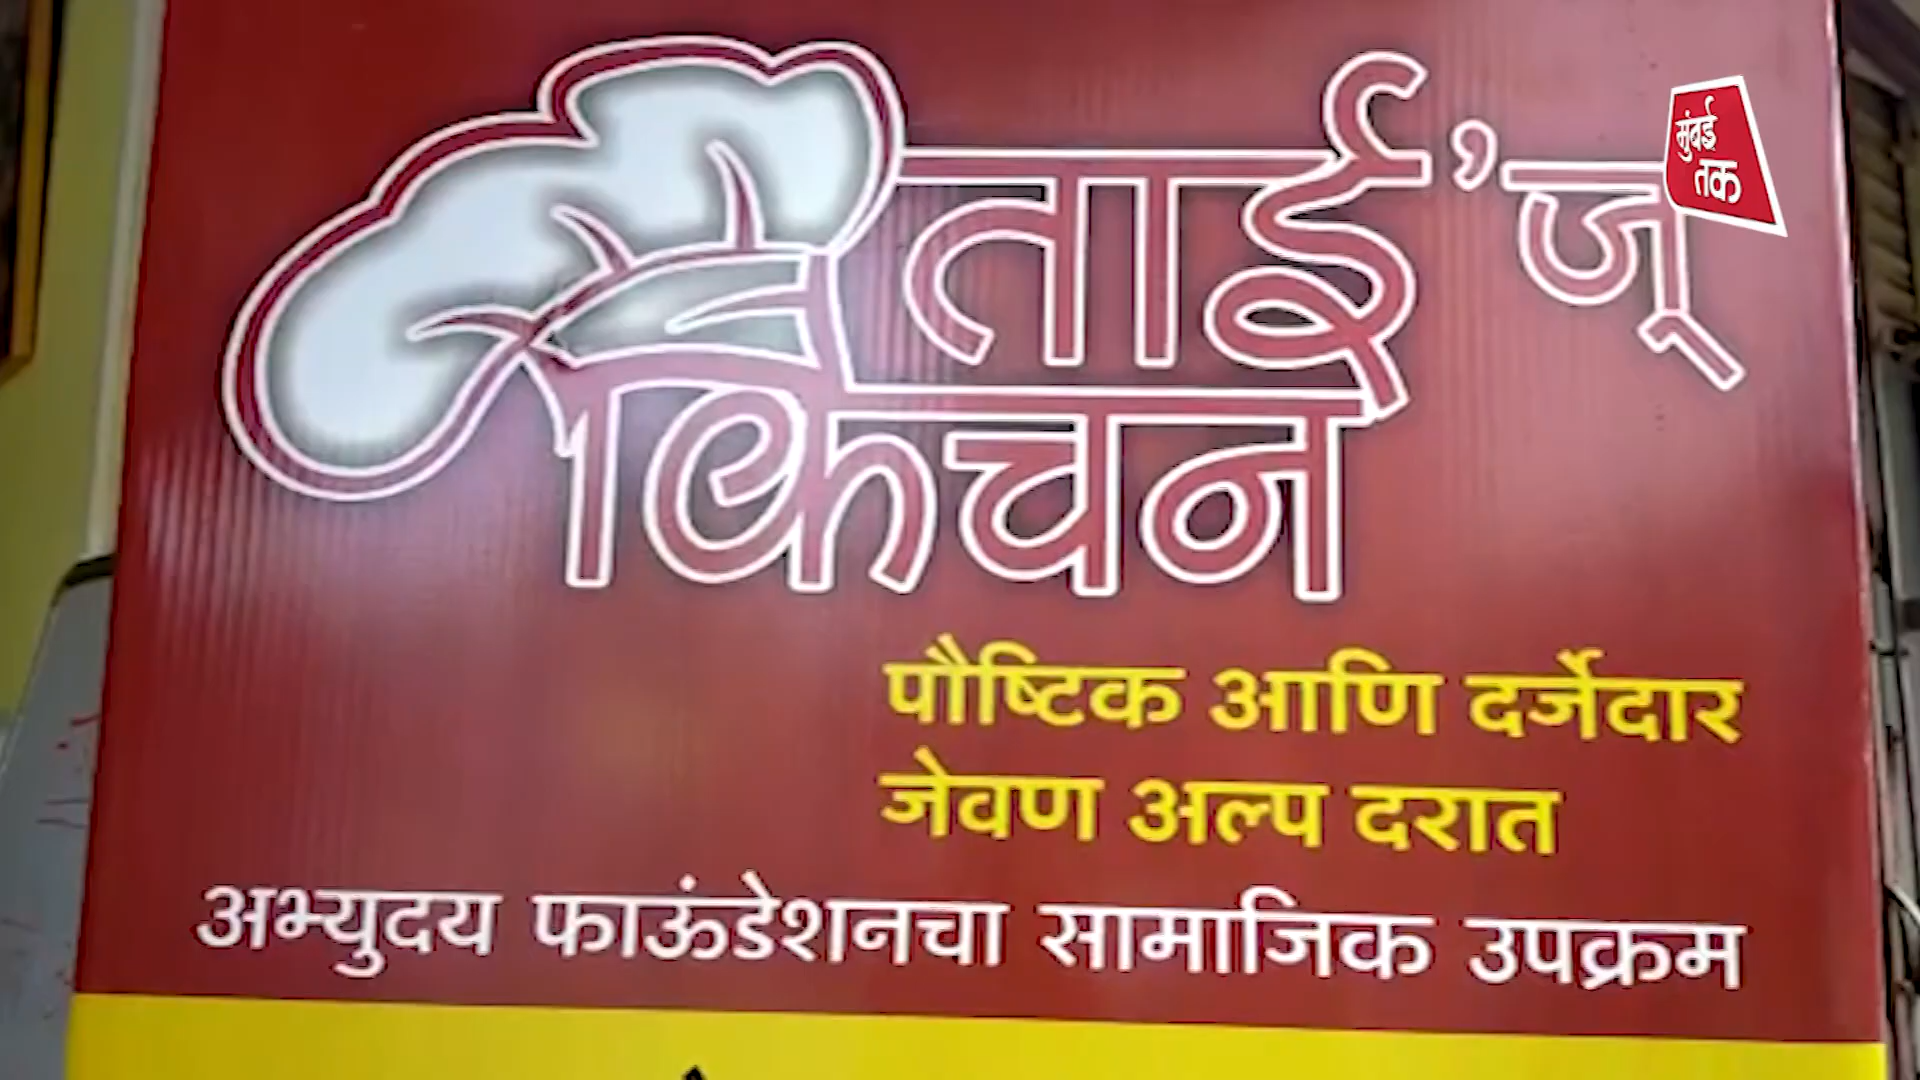 ताई'ज्
किचन
पौष्टिक आणि दर्जेदार
जेवण अल्प दरात
अभ्युदय फाऊंडेशनचा सामाजिक उपक्रम
मुंबई
तक